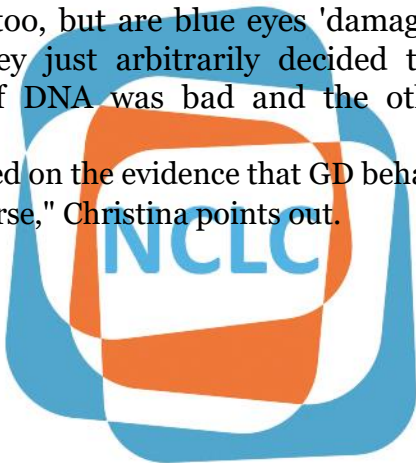 too, but are blue eyes 'damag
ey just arbitrarily decided t
f DNA was bad and the oth
ed on the evidence that GD beha
rse," Christina points out.
NCLC